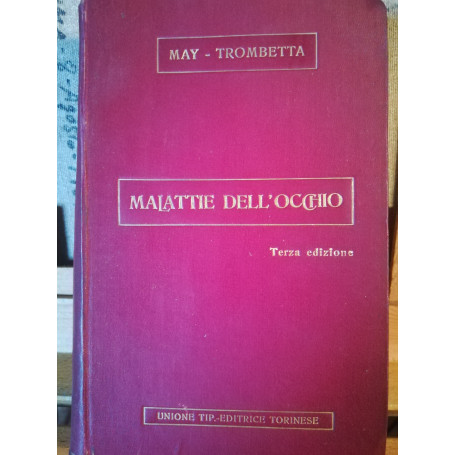 MAY - TROMBETTA
MALATTIE DELL'OCCHIO
Terza edizione
UNIONE TIP.-EDITRICE TORINESE